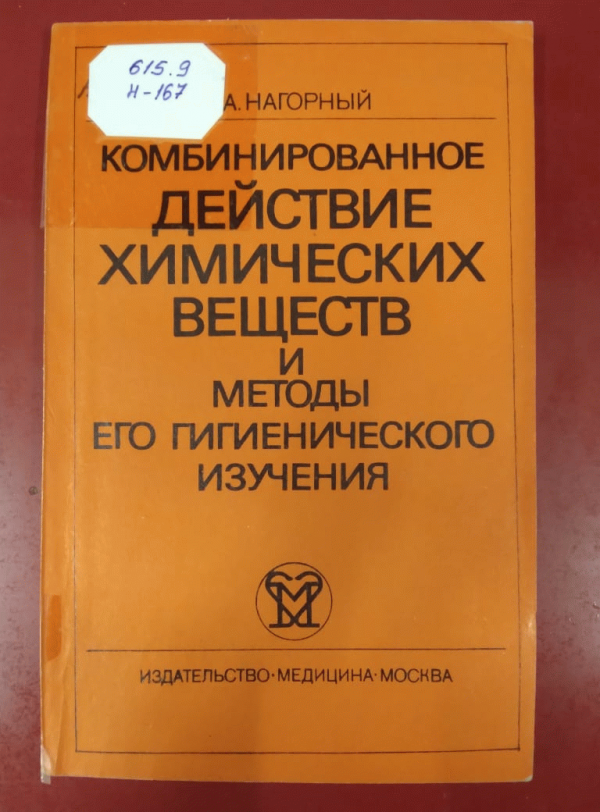 615.9
Н-167
А. НАГОРНЫЙ
КОМБИНИРОВАННОЕ
ДЕЙСТВИЕ
ХИМИЧЕСКИХ
ВЕЩЕСТВ
И
МЕТОДЫ
ЕГО ГИГИЕНИЧЕСКОГО
ИЗУЧЕНИЯ
ИЗДАТЕЛЬСТВО·МЕДИЦИНА·МОСКВА